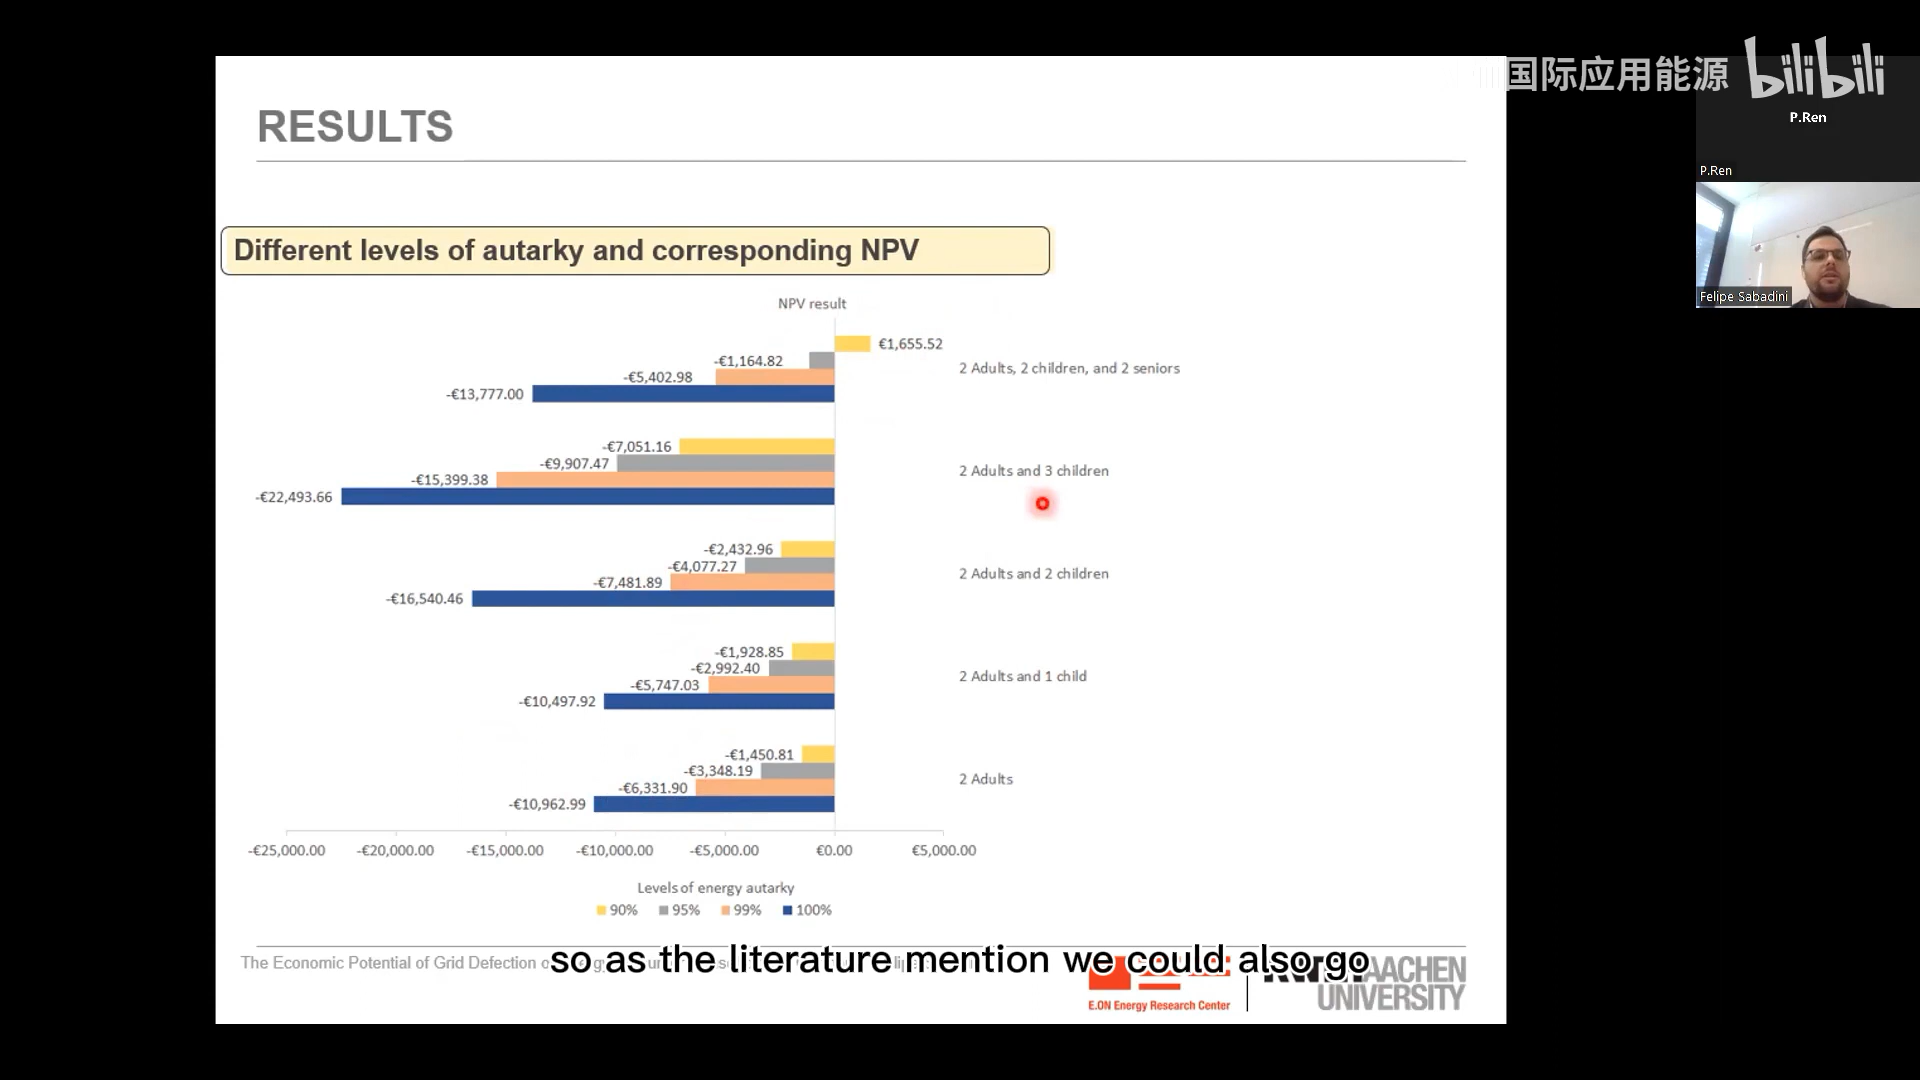 国际应用能源 bilibili
P.Ren
P.Ren
Felipe Sabadini
RESULTS
Different levels of autarky and corresponding NPV
NPV result
€1,655.52
-€1,164.82
-€5,402.98
-€13,777.00
2 Adults, 2 children, and 2 seniors
-€7,051.16
-€9,907.47
-€15,399.38
-€22,493.66
2 Adults and 3 children
-€2,432.96
-€4,077.27
-€7,481.89
-€16,540.46
2 Adults and 2 children
-€1,928.85
-€2,992.40
-€5,747.03
-€10,497.92
2 Adults and 1 child
-€1,450.81
-€3,348.19
-€6,331.90
-€10,962.99
2 Adults
-€25,000.00 -€20,000.00 -€15,000.00 -€10,000.00 -€5,000.00 €0.00 €5,000.00
Levels of energy autarky
90% 95% 99% 100%
The Economic Potential of Grid Defection
so as the literature mention we could also go
E.ON Energy Research Center
RWTH AACHEN
UNIVERSITY